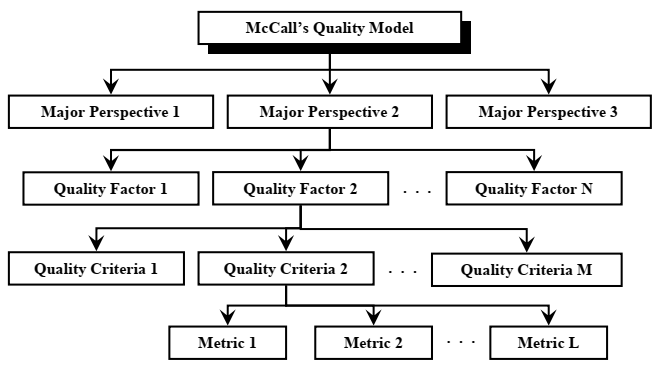 McCall's Quality Model
Major Perspective 1
Major Perspective 2
Major Perspective 3
Quality Factor 1
Quality Factor 2
. . .
Quality Factor N
Quality Criteria 1
Quality Criteria 2
. . .
Quality Criteria M
Metric 1
Metric 2
. . .
Metric L